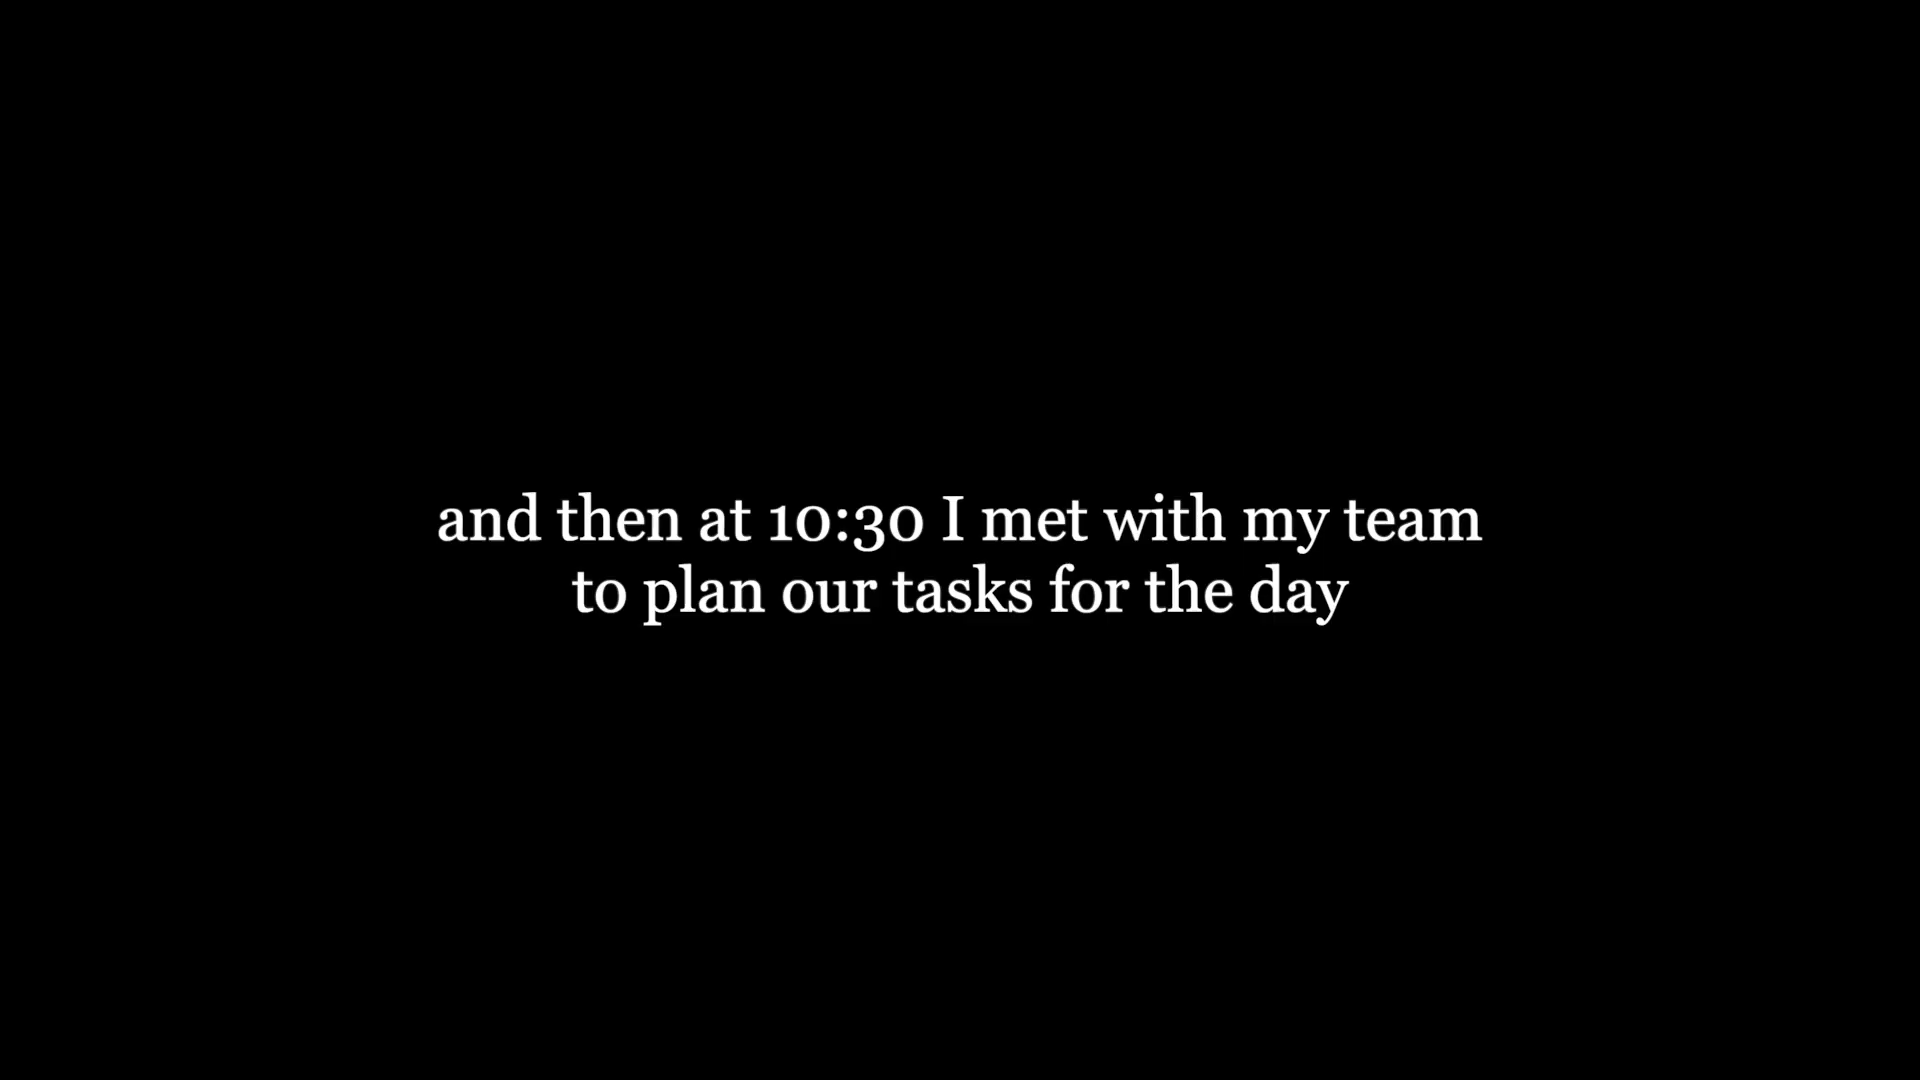 and then at 10:30 I met with my team
to plan our tasks for the day